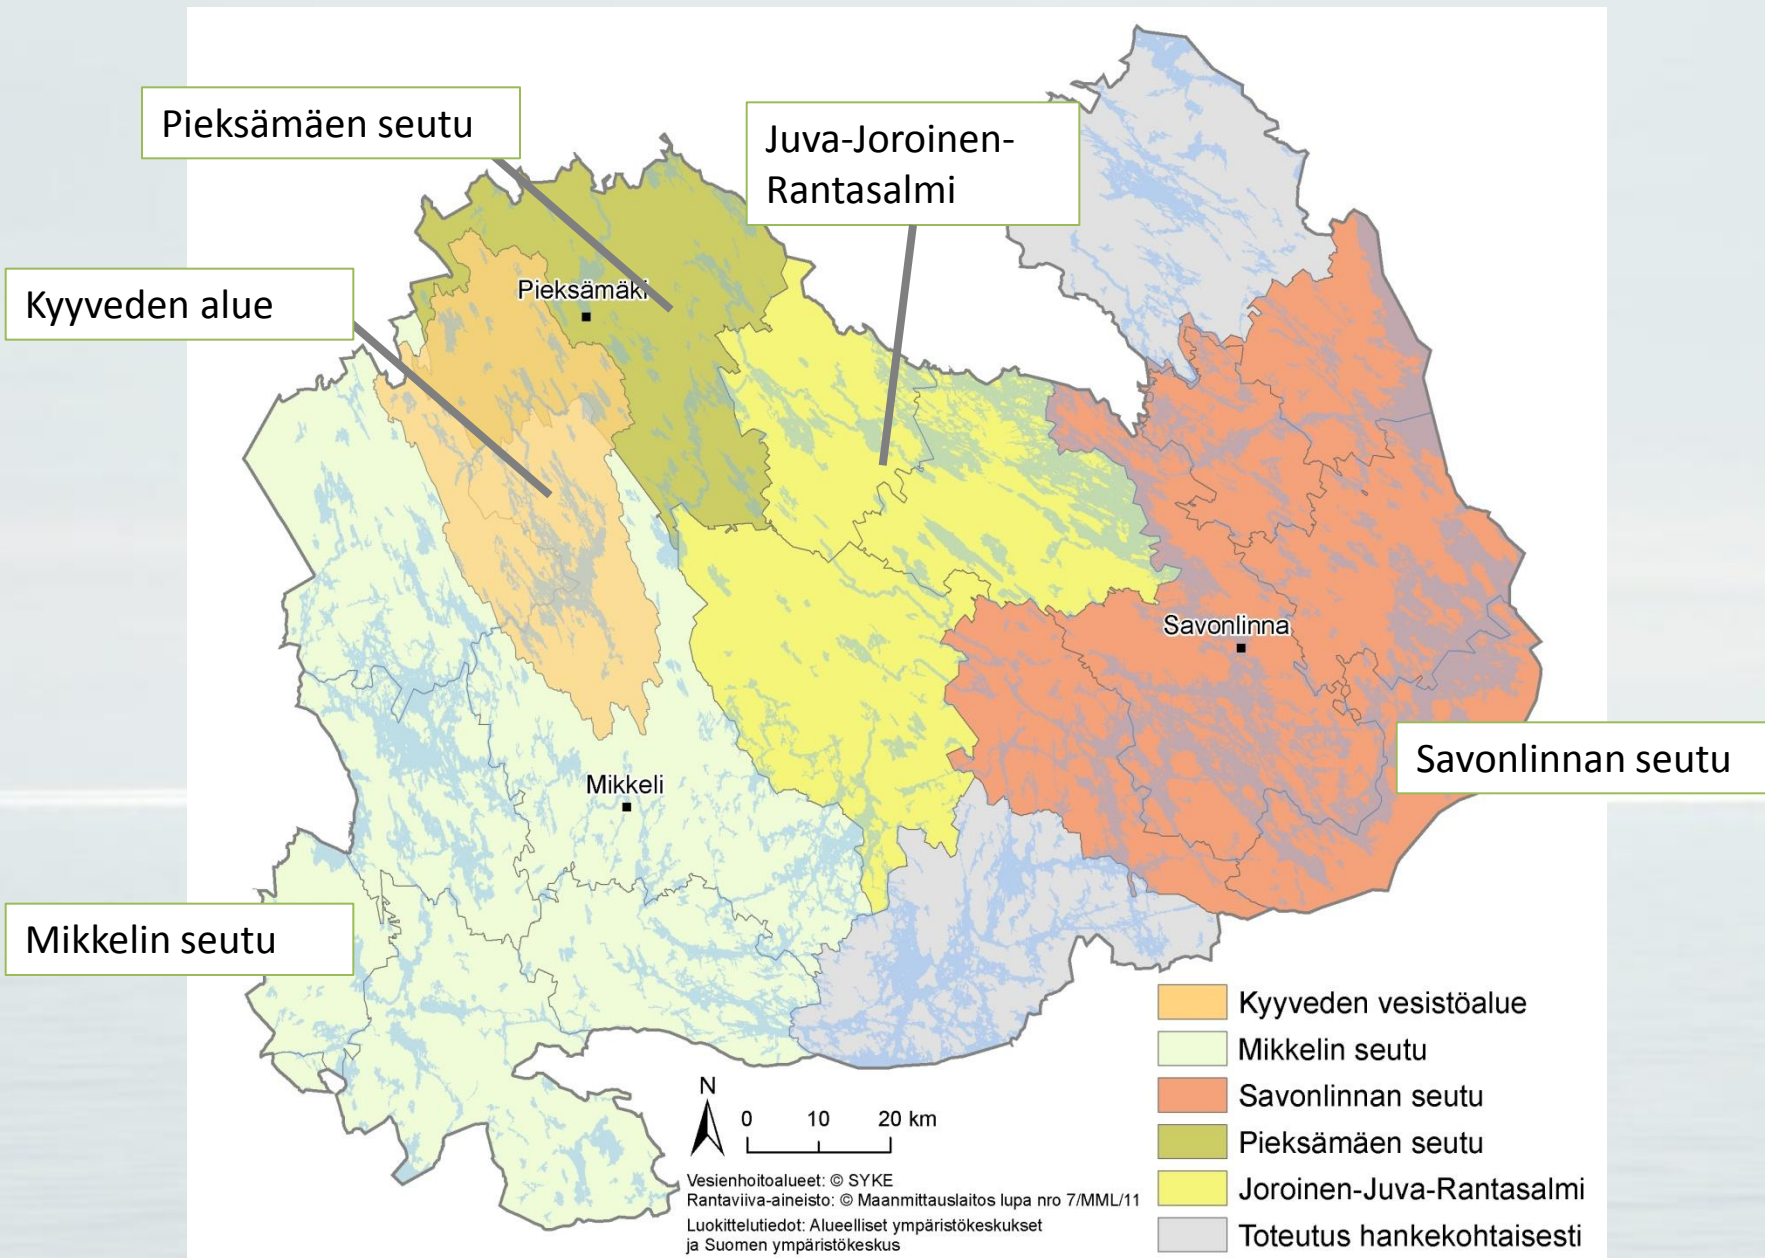 Pieksämäen seutu
Juva-Joroinen-
Rantasalmi
Kyyveden alue
Pieksämäki
Savonlinna
Savonlinnan seutu
Mikkeli
Mikkelin seutu
Kyyveden vesistöalue
Mikkelin seutu
Savonlinnan seutu
Pieksämäen seutu
Joroinen-Juva-Rantasalmi
Toteutus hankekohtaisesti
N
0 10 20 km
Vesienhoitoalueet: © SYKE
Rantaviiva-aineisto: © Maanmittauslaitos lupa nro 7/MML/11
Luokittelutiedot: Alueelliset ympäristökeskukset
ja Suomen ympäristökeskus